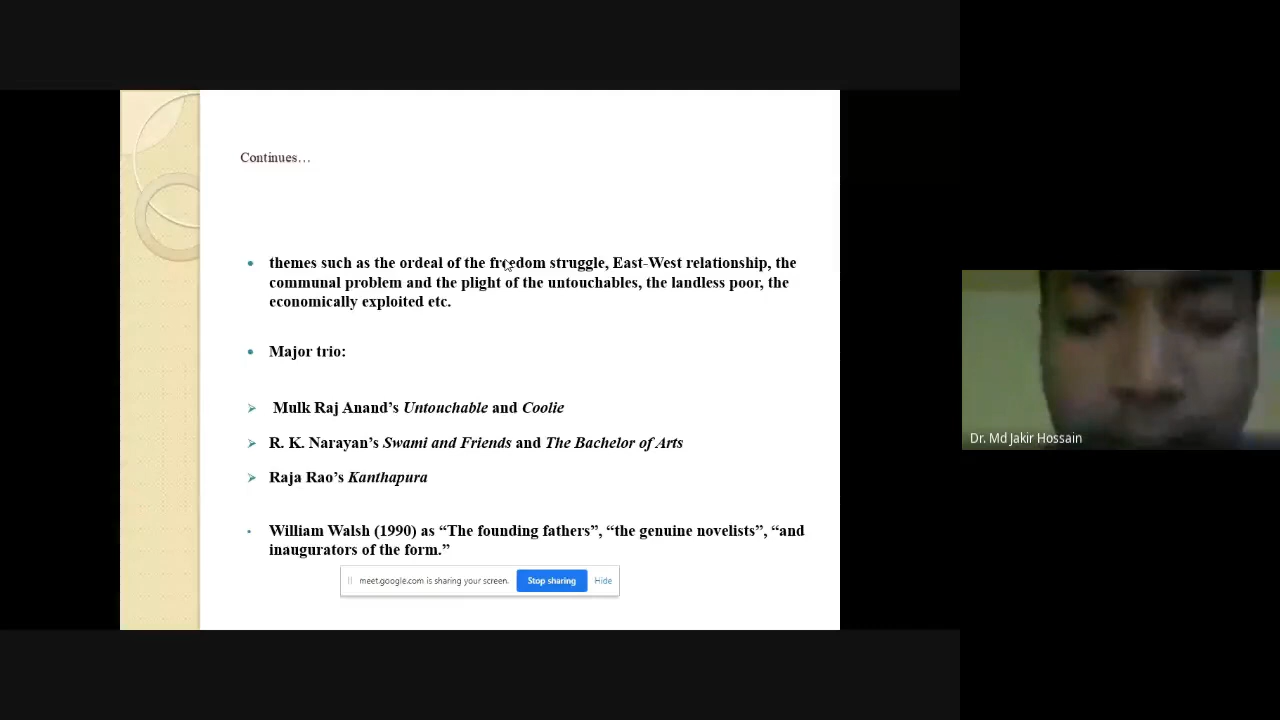 Continues…
• themes such as the ordeal of the freedom struggle, East-West relationship, the
communal problem and the plight of the untouchables, the landless poor, the
economically exploited etc.
• Major trio:
➢ Mulk Raj Anand’s Untouchable and Coolie
➢ R. K. Narayan’s Swami and Friends and The Bachelor of Arts
➢ Raja Rao’s Kanthapura
▪ William Walsh (1990) as “The founding fathers”, “the genuine novelists”, “and
inaugurators of the form.”
meet.google.com is sharing your screen. Stop sharing Hide
Dr. Md Jakir Hossain